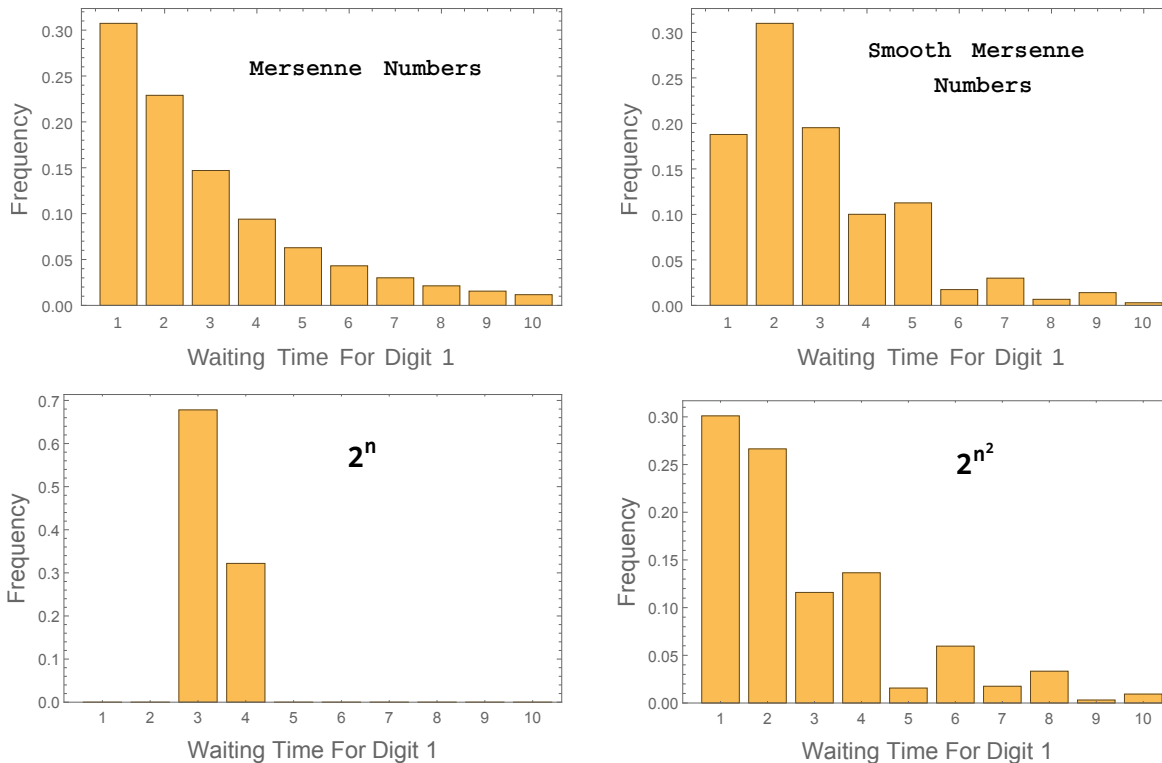 Mersenne Numbers
Frequency
0.30
0.25
0.20
0.15
0.10
0.05
0.00
1 2 3 4 5 6 7 8 9 10
Waiting Time For Digit 1
Smooth Mersenne
Numbers
Frequency
0.30
0.25
0.20
0.15
0.10
0.05
0.00
1 2 3 4 5 6 7 8 9 10
Waiting Time For Digit 1
2ⁿ
Frequency
0.7
0.6
0.5
0.4
0.3
0.2
0.1
0.0
1 2 3 4 5 6 7 8 9 10
Waiting Time For Digit 1
2ⁿ²
Frequency
0.30
0.25
0.20
0.15
0.10
0.05
0.00
1 2 3 4 5 6 7 8 9 10
Waiting Time For Digit 1